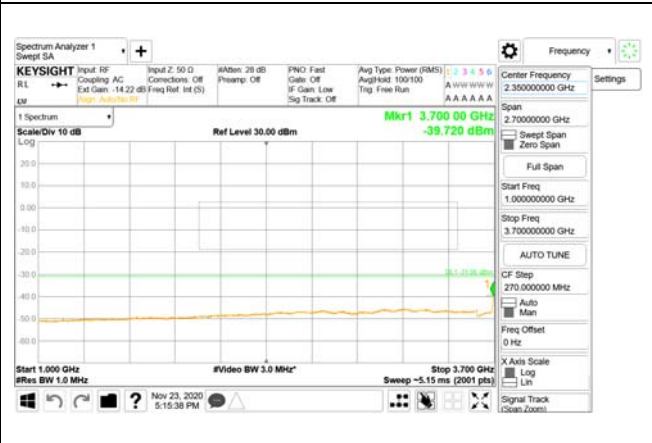 Spectrum Analyzer 1
Swept SA
Frequency
KEYSIGHT
R L
Input: RF
Coupling: AC
Ext Gain: -14.22 dB
Align: Auto/No RF
Input Z: 50 Ω
Corrections: Off
Freq Ref: Int (S)
#Atten: 28 dB
Preamp: Off
PNO: Fast
Gate: Off
IF Gain: Low
Sig Track: Off
Avg Type: Power (RMS)
Avg|Hold: 100/100
Trig: Free Run
1 2 3 4 5 6
A W W W W W
A A A A A A
1 Spectrum
Scale/Div 10 dB
Log
Ref Level 30.00 dBm
Mkr1 3.700 00 GHz
-39.720 dBm
20.0
10.0
0.00
-10.0
-20.0
-30.0
-40.0
-50.0
-60.0
1
Start 1.000 GHz
#Res BW 1.0 MHz
#Video BW 3.0 MHz*
Stop 3.700 GHz
Sweep ~5.15 ms (2001 pts)
Nov 23, 2020
5:15:38 PM
Center Frequency
2.350000000 GHz
Settings
Span
2.70000000 GHz
Swept Span
Zero Span
Full Span
Start Freq
1.000000000 GHz
Stop Freq
3.700000000 GHz
AUTO TUNE
CF Step
270.000000 MHz
Auto
Man
Freq Offset
0 Hz
X Axis Scale
Log
Lin
Signal Track
(Span Zoom)